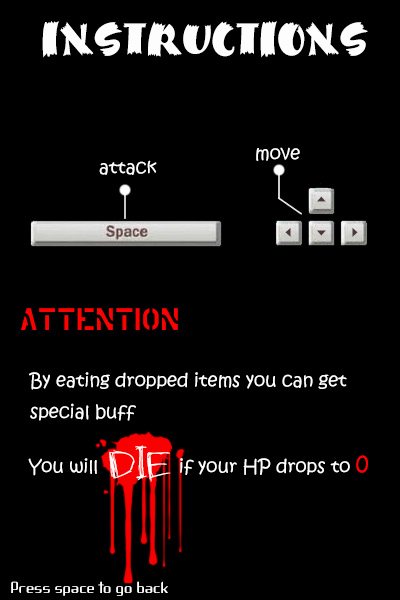 INSTRUCTIONS
attack
move
Space
ATTENTION
By eating dropped items you can get
special buff
You will DIE if your HP drops to 0
Press space to go back